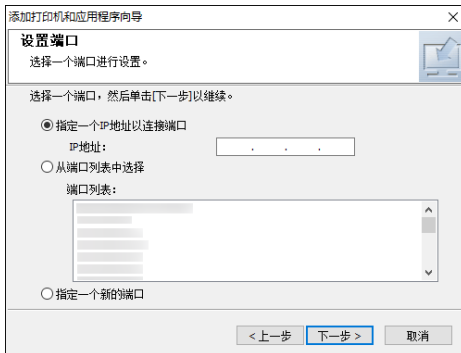 添加打印机和应用程序向导
设置端口
选择一个端口进行设置。
选择一个端口，然后单击[下一步]以继续。
指定一个IP地址以连接端口
IP地址：
. . .
从端口列表中选择
端口列表：
指定一个新的端口
<上一步 下一步> 取消